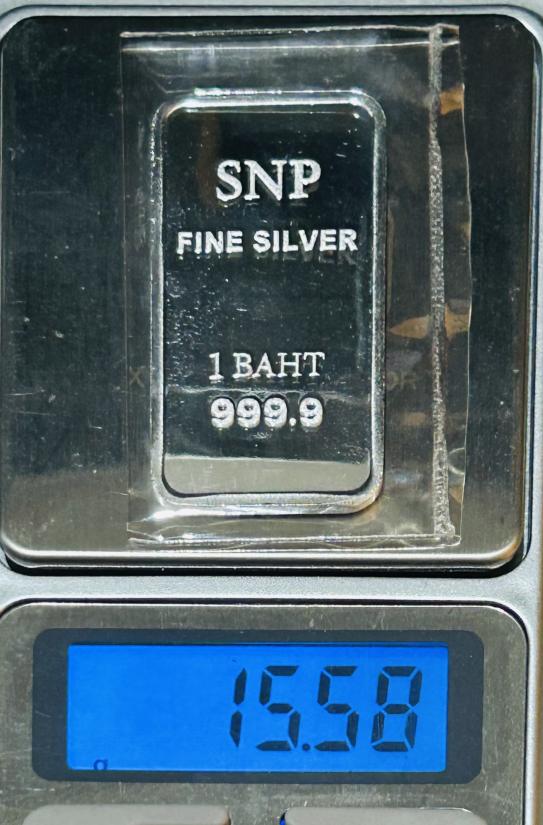 SNP
FINE SILVER
1 BAHT
999.9
15.58
g